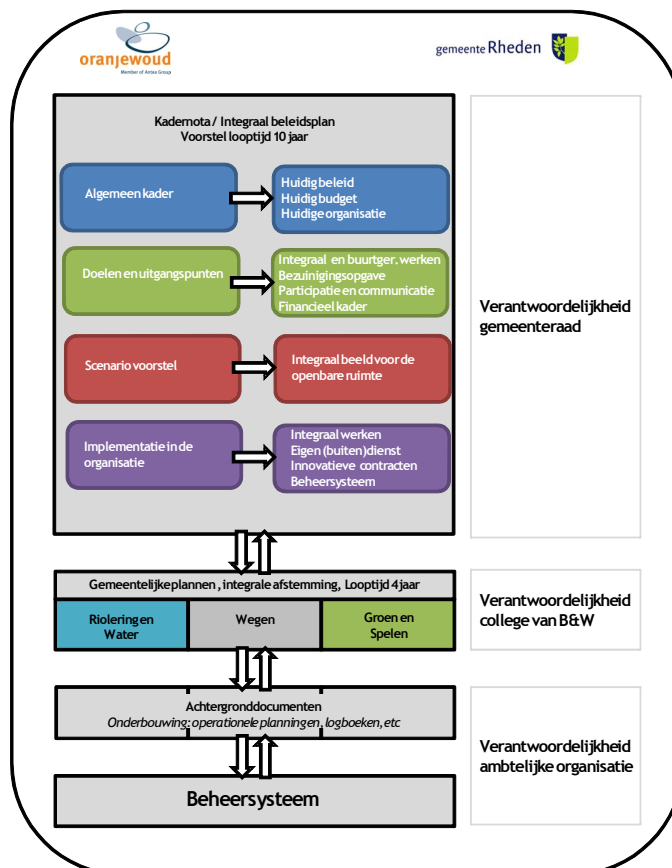 oranjewoud
Member of Antea Group
gemeente Rheden
Kadernota / Integraal beleidsplan
Voorstel looptijd 10 jaar
Algemeen kader
Huidig beleid
Huidig budget
Huidige organisatie
Doelen en uitgangspunten
Integraal en buurtger. werken
Bezuinigingsopgave
Participatie en communicatie
Financieel kader
Scenario voorstel
Integraal beeld voor de
openbare ruimte
Implementatie in de
organisatie
Integraal werken
Eigen (buiten)dienst
Innovatieve contracten
Beheersysteem
Verantwoordelijkheid
gemeenteraad
Gemeentelijke plannen, integrale afstemming, Looptijd 4 jaar
Riolering en
Water
Wegen
Groen en
Spelen
Verantwoordelijkheid
college van B&W
Achtergronddocumenten
Onderbouwing: operationele planningen, logboeken, etc
Beheersysteem
Verantwoordelijkheid
ambtelijke organisatie